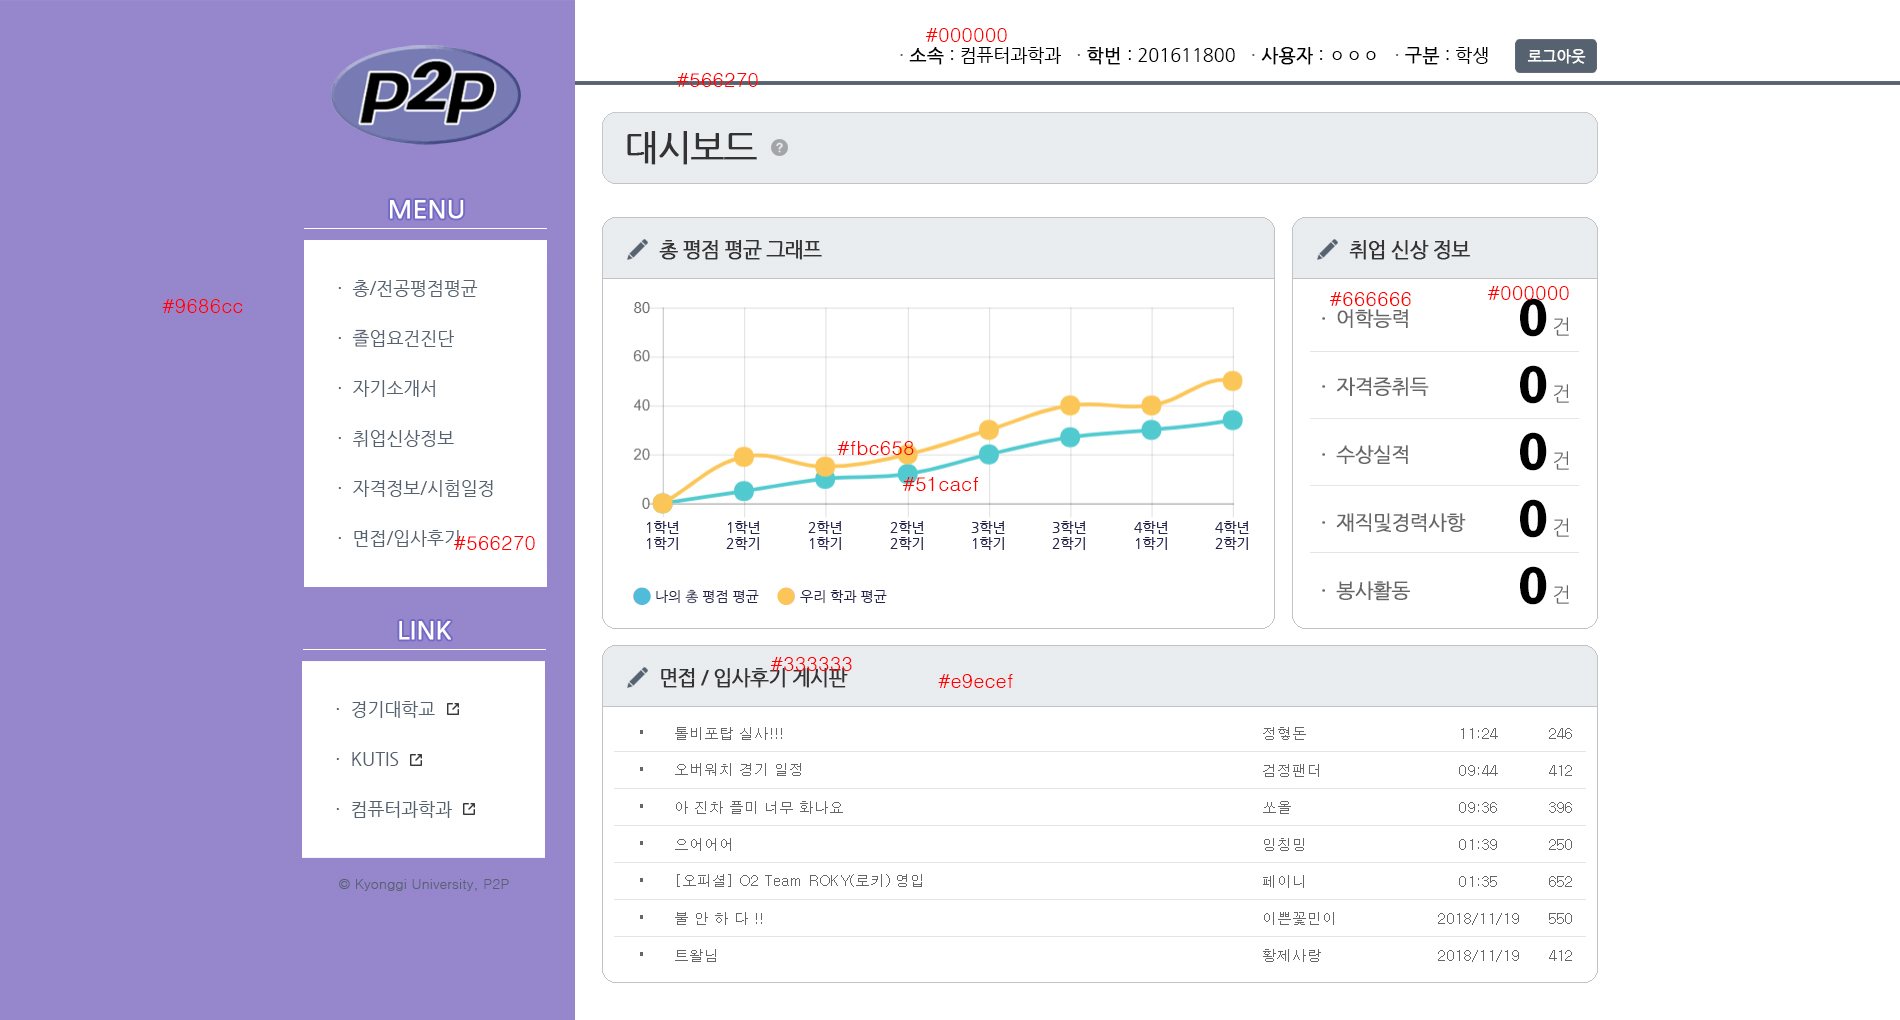 p2p
MENU
· 총/전공평점평균
· 졸업요건진단
· 자기소개서
· 취업신상정보
· 자격정보/시험일정
· 면접/입사후기
#566270
#9686cc
LINK
· 경기대학교
· KUTIS
· 컴퓨터과학과
© Kyonggi University, P2P
#000000
· 소속 : 컴퓨터과학과 · 학번 : 201611800 · 사용자 : ㅇㅇㅇ · 구분 : 학생 로그아웃
#566270
대시보드 ?
총 평점 평균 그래프
80
60
40
20
0
#fbc658
#51cacf
1학년 1학년 2학년 2학년 3학년 3학년 4학년 4학년
1학기 2학기 1학기 2학기 1학기 2학기 1학기 2학기
나의 총 평점 평균 우리 학과 평균
취업 신상 정보
#666666 #000000
· 어학능력 0 건
· 자격증취득 0 건
· 수상실적 0 건
· 재직및경력사항 0 건
· 봉사활동 0 건
#333333
면접 / 입사후기 게시판
#e9ecef
톨비포탑 실사!!! 정형돈 11:24 246
오버워치 경기 일정 검정팬더 09:44 412
아 진차 플미 너무 화나요 쏘올 09:36 396
으어어어 잉칭밍 01:39 250
[오피셜] O2 Team ROKY(로키) 영입 페이니 01:35 652
불 안 하 다 !! 이쁜꽃민이 2018/11/19 550
트왈님 황제사랑 2018/11/19 412